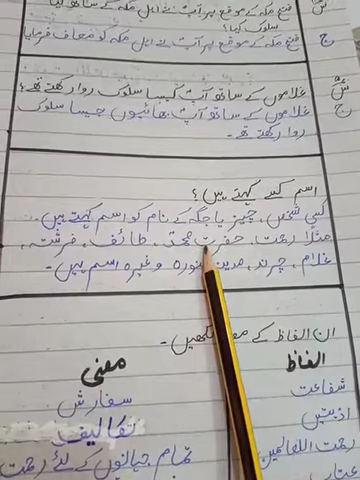 فتح مکہ کے موقع پر آپؐ نے اہل مکہ کے ساتھ کیا
سلوک کیا؟
ج فتح مکہ کے موقع پر آپؐ نے اہل مکہ کو معاف فرمایا
س غلاموں کے ساتھ آپؐ کیسا سلوک روا رکھتے تھے؟
ج غلاموں کے ساتھ آپؐ بھائیوں جیسا سلوک
روا رکھتے تھے۔
اسم کسے کہتے ہیں؟
کسی شخص، چیز یا جگہ کے نام کو اسم کہتے ہیں۔
مثلاً رحمت، حضرت محمدؐ، طائف، فرشتہ،
غلام، چرند، مدینہ منورہ وغیرہ اسم ہیں۔
ان الفاظ کے لکھیں۔
الفاظ معنی
شفاعت سفارش
اذیتیں تکالیف
رحمت اللعالمین تمام جہانوں کے لئے رحمت
عتاب